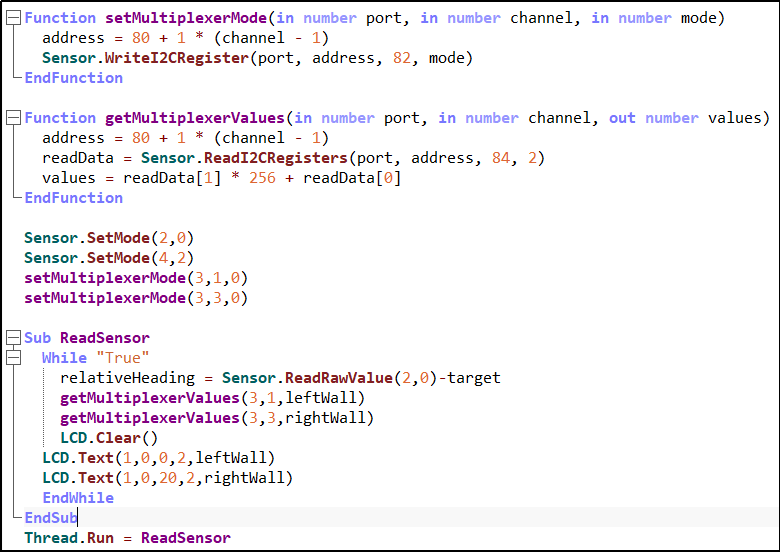 Function setMultiplexerMode(in number port, in number channel, in number mode)
address = 80 + 1 * (channel - 1)
Sensor.WriteI2CRegister(port, address, 82, mode)
EndFunction
Function getMultiplexerValues(in number port, in number channel, out number values)
address = 80 + 1 * (channel - 1)
readData = Sensor.ReadI2CRegisters(port, address, 84, 2)
values = readData[1] * 256 + readData[0]
EndFunction
Sensor.SetMode(2,0)
Sensor.SetMode(4,2)
setMultiplexerMode(3,1,0)
setMultiplexerMode(3,3,0)
Sub ReadSensor
While "True"
relativeHeading = Sensor.ReadRawValue(2,0)-target
getMultiplexerValues(3,1,leftWall)
getMultiplexerValues(3,3,rightWall)
LCD.Clear()
LCD.Text(1,0,0,2,leftWall)
LCD.Text(1,0,20,2,rightWall)
EndWhile
EndSub
Thread.Run = ReadSensor